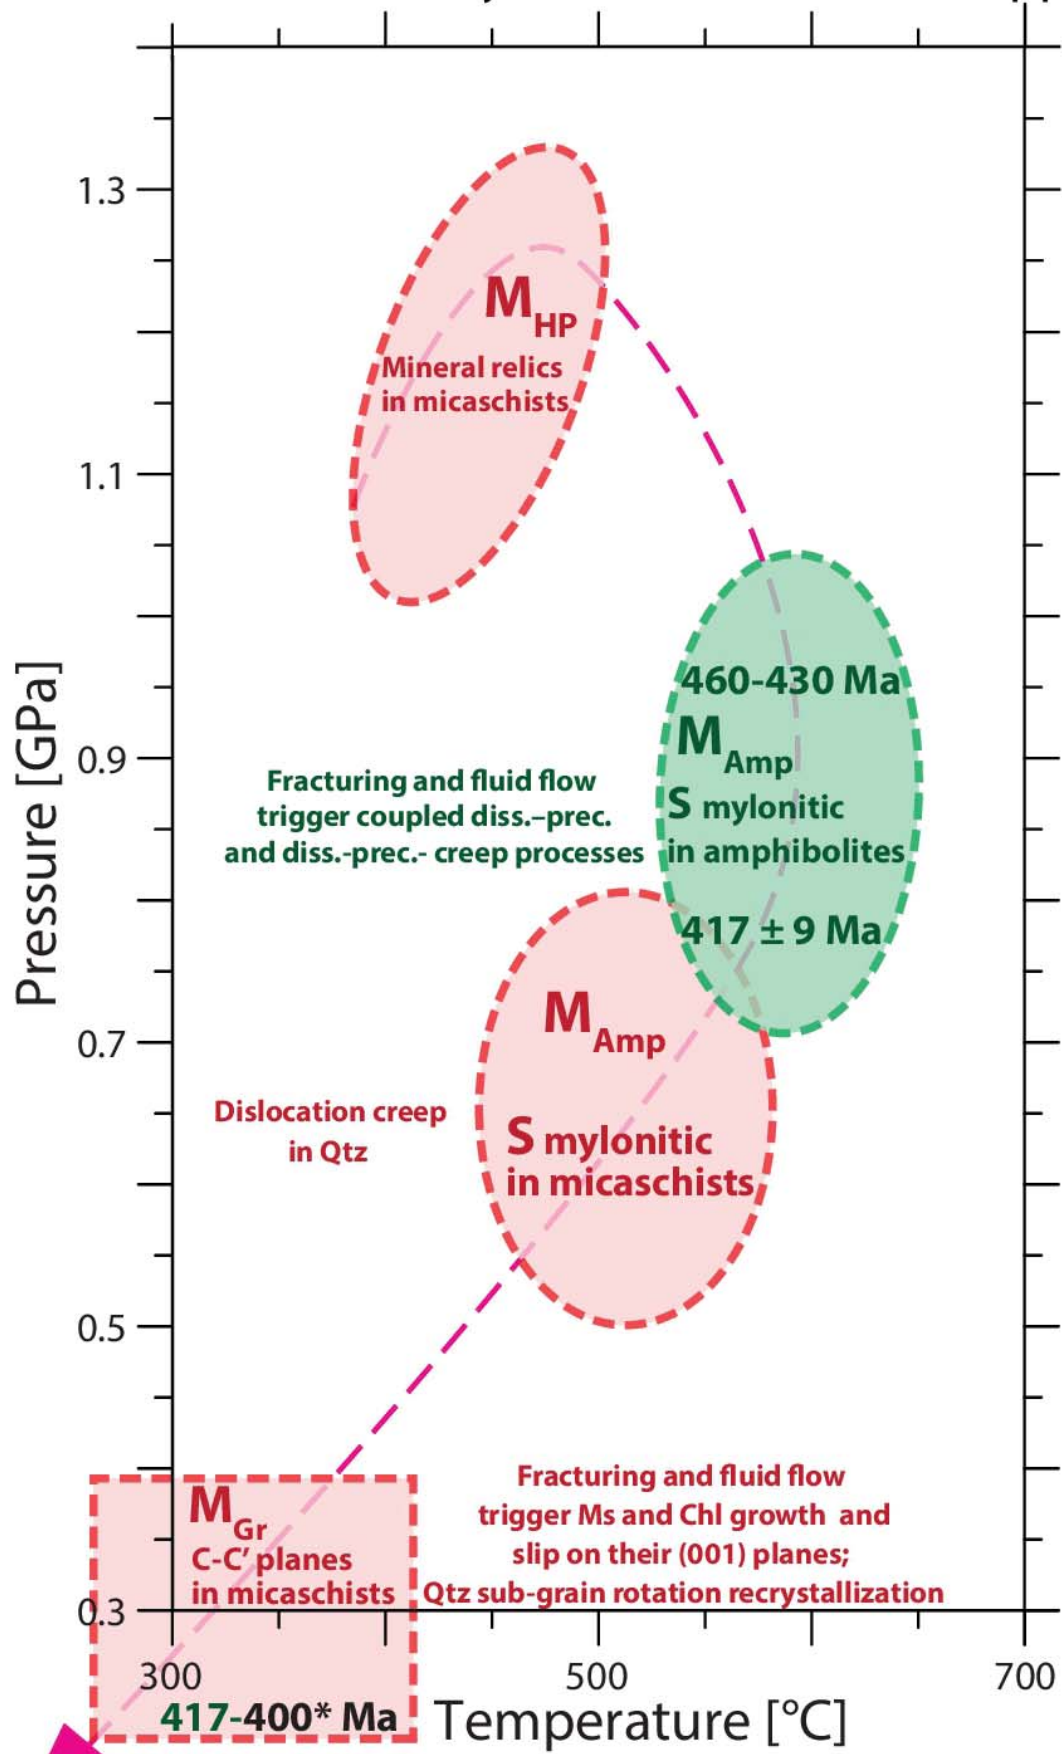 1.3
M HP
Mineral relics
in micaschists
1.1
Pressure [GPa]
460-430 Ma
M Amp
S mylonitic
in amphibolites
417 ± 9 Ma
0.9
Fracturing and fluid flow
trigger coupled diss.–prec.
and diss.-prec.- creep processes
0.7
M Amp
S mylonitic
in micaschists
Dislocation creep
in Qtz
0.5
M Gr
C-C’ planes
in micaschists
Fracturing and fluid flow
trigger Ms and Chl growth and
slip on their (001) planes;
Qtz sub-grain rotation recrystallization
0.3
300
500
700
417-400* Ma
Temperature [°C]